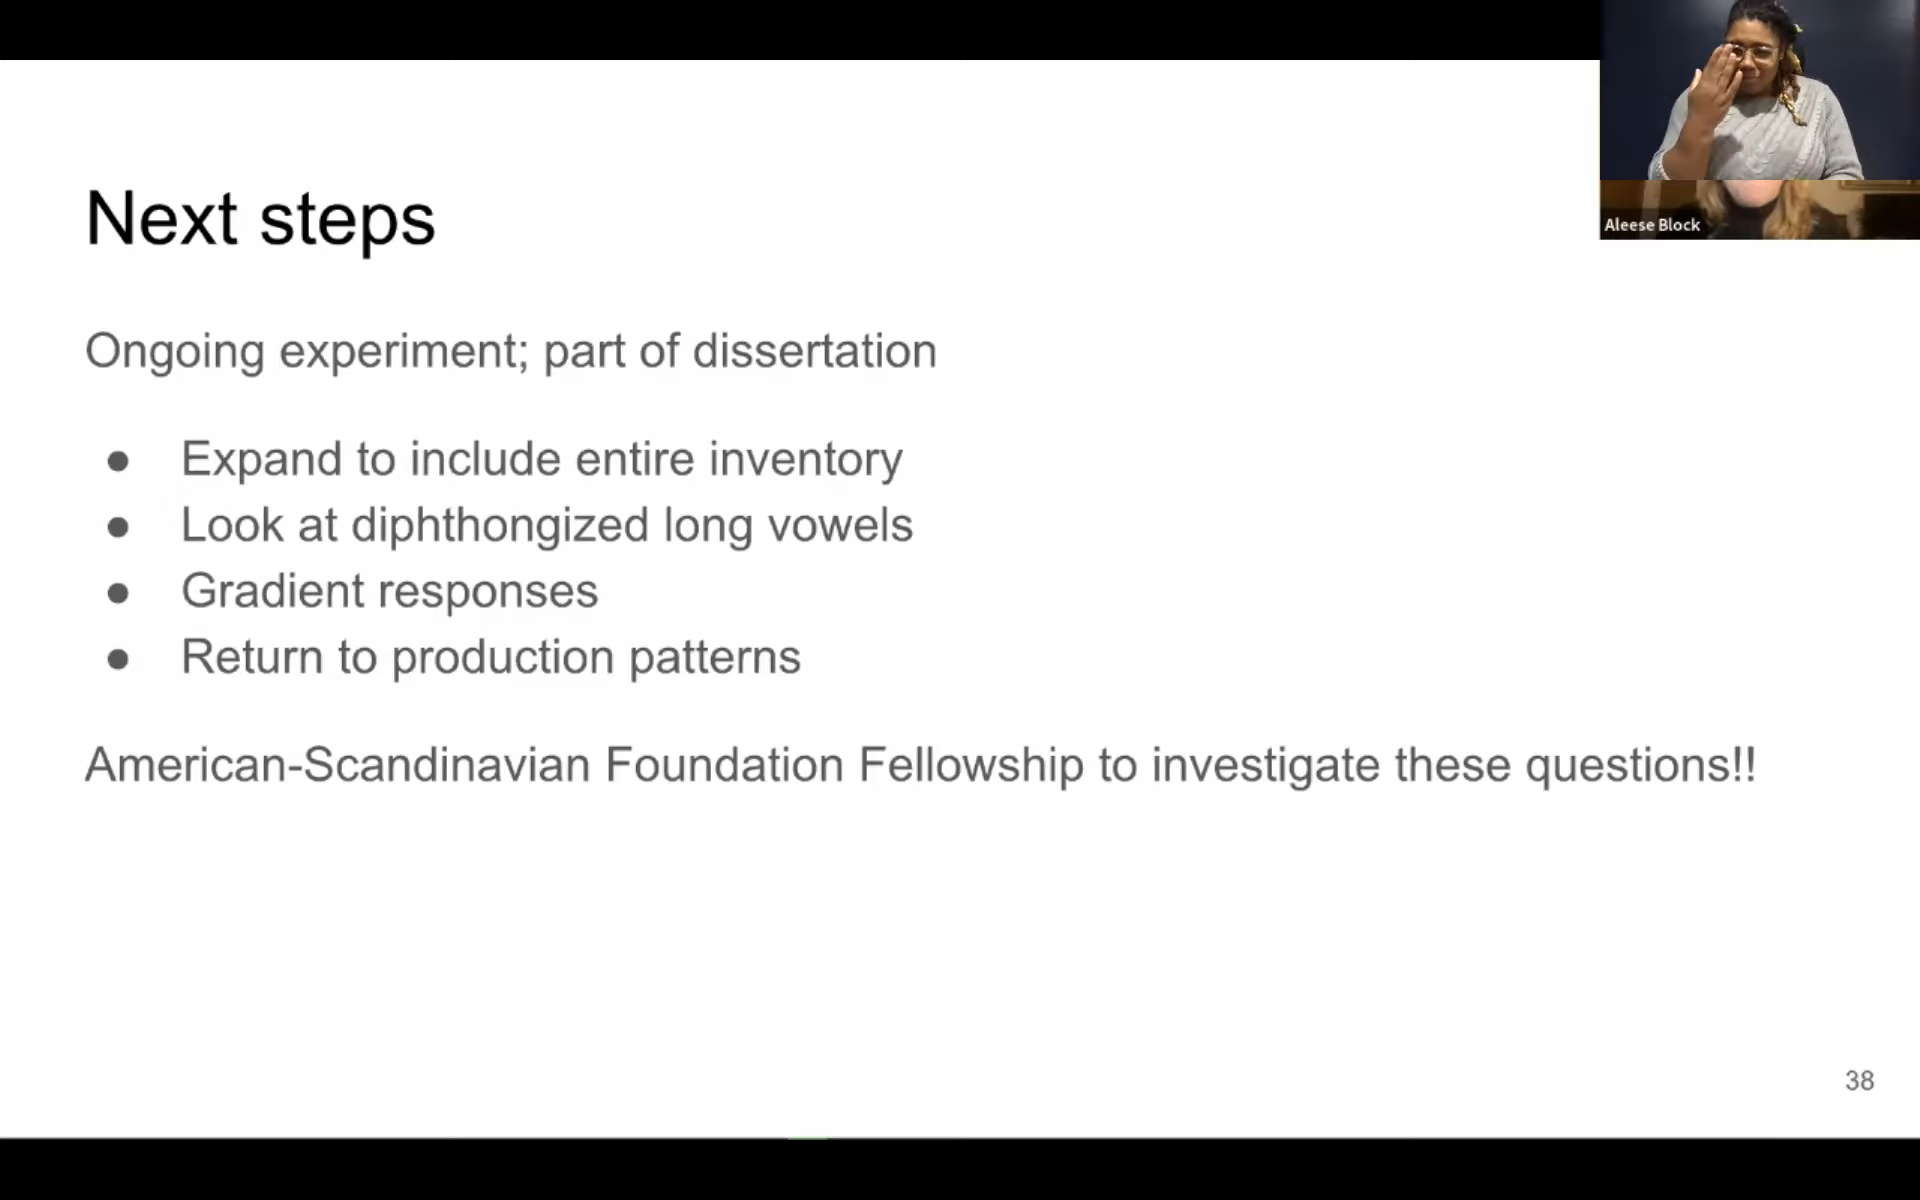 Aleese Block
Next steps
Ongoing experiment; part of dissertation
● Expand to include entire inventory
● Look at diphthongized long vowels
● Gradient responses
● Return to production patterns
American-Scandinavian Foundation Fellowship to investigate these questions!!
38